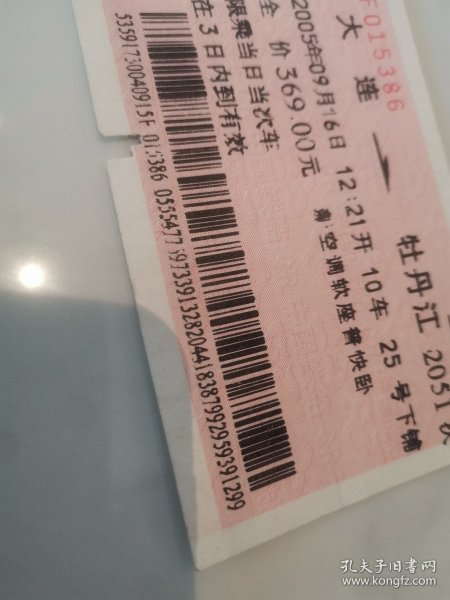 F015386
大连 → 牡丹江 2051次
2005年09月16日 12:21开 10车 25号下铺
全 价369.00元 空调软座普快卧
限乘当日当次车
在3日内到有效
孔夫子旧书网
www.kongfz.com